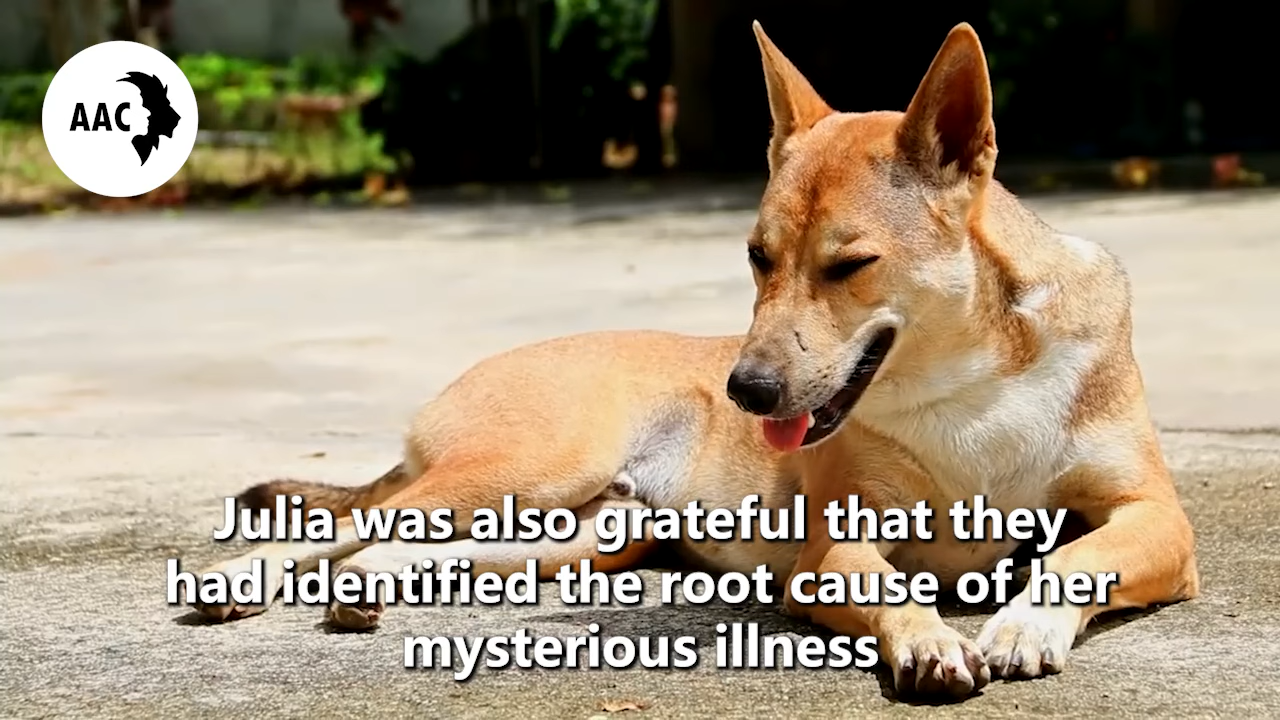 AAC
Julia was also grateful that they
had identified the root cause of her
mysterious illness